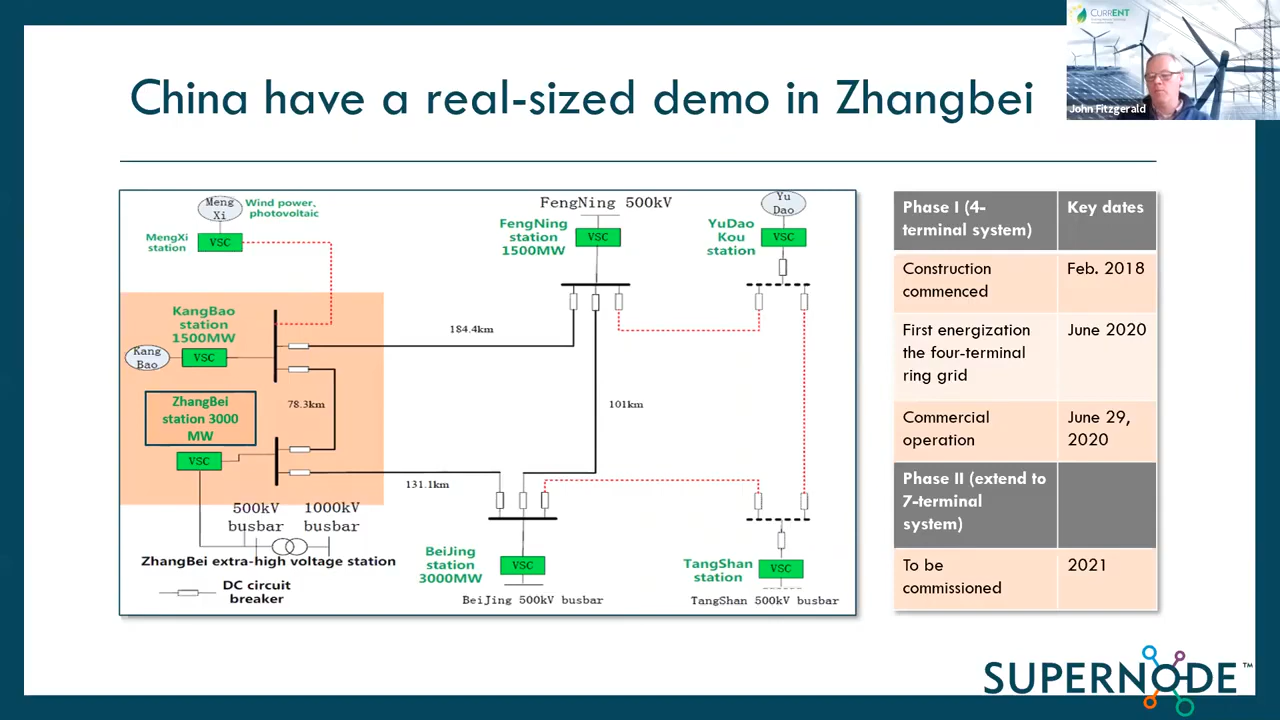 CURRENT
John Fitzgerald
China have a real-sized demo in Zhangbei
Meng
Xi
Wind power,
photovoltaic
MengXi
station
VSC
FengNing 500kV
FengNing
station
1500MW
VSC
Yu
Dao
YuDao
Kou
station
VSC
KangBao
station
1500MW
Kang
Bao
VSC
184.4km
ZhangBei
station 3000
MW
VSC
78.3km
101km
131.1km
500kV
busbar
1000kV
busbar
ZhangBei extra-high voltage station
DC circuit
breaker
BeiJing
station
3000MW
VSC
BeiJing 500kV busbar
TangShan
station
VSC
TangShan 500kV busbar
Phase I (4-
terminal system)
Key dates
Construction
commenced
Feb. 2018
First energization
the four-terminal
ring grid
June 2020
Commercial
operation
June 29,
2020
Phase II (extend to
7-terminal
system)
To be
commissioned
2021
SUPERNODE™